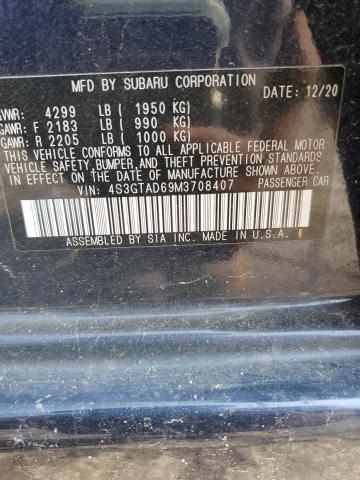 MFD BY SUBARU CORPORATION DATE: 12/20
GVWR: 4299 LB ( 1950 KG)
GAWR: F 2183 LB ( 990 KG)
GAWR: R 2205 LB ( 1000 KG)
THIS VEHICLE CONFORMS TO ALL APPLICABLE FEDERAL MOTOR
VEHICLE SAFETY,BUMPER,AND THEFT PREVENTION STANDARDS
IN EFFECT ON THE DATE OF MANUFACTURE SHOWN ABOVE.
VIN: 4S3GTAD69M3708407 PASSENGER CAR
ASSEMBLED BY SIA INC. MADE IN U.S.A.